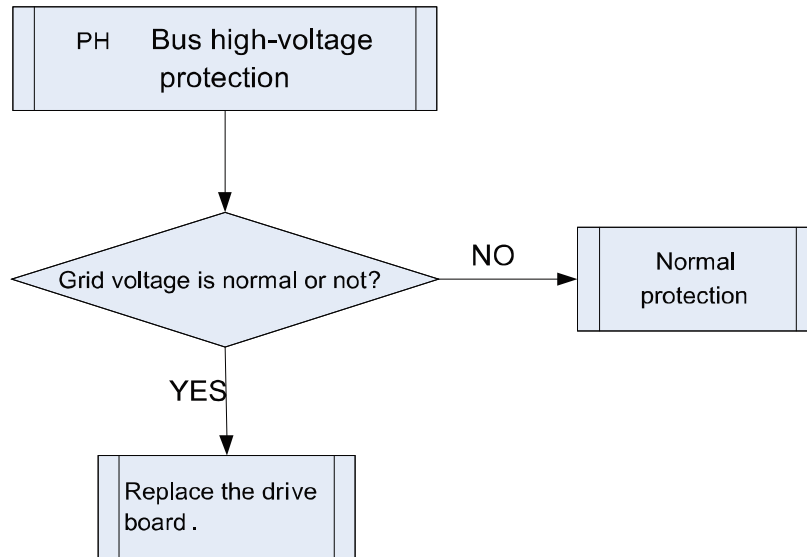 PH Bus high-voltage
protection
Grid voltage is normal or not?
NO
Normal
protection
YES
Replace the drive
board.